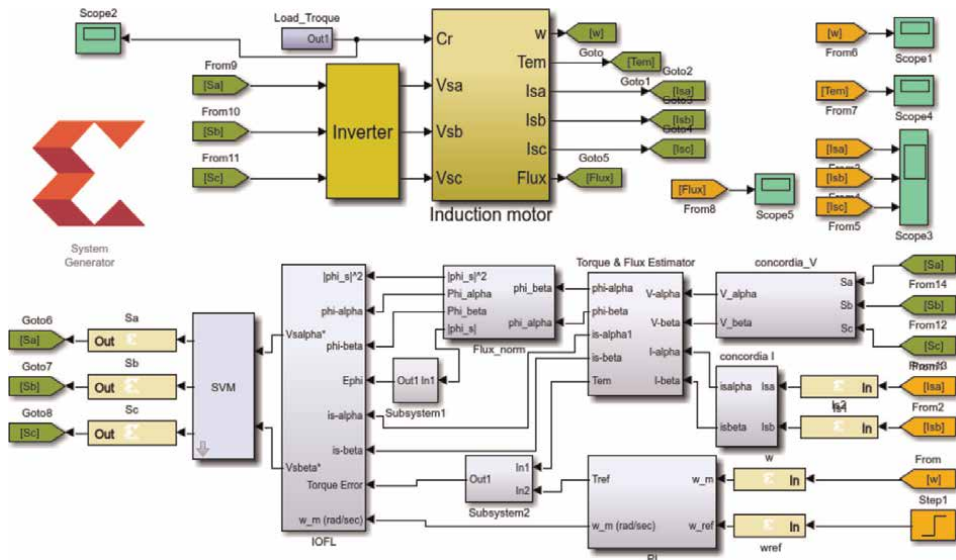 Scope2
Load_Troque
Out1
Cr
w
[w]
Goto
Tem
[Tem]
Goto1
Goto2
From9
[Sa]
Vsa
Isa
[Isa]
Goto3
From10
[Sb]
Inverter
Vsb
Isb
[Isb]
Goto4
From11
[Sc]
Isc
[Isc]
Goto5
Vsc
Flux
[Flux]
Induction motor
[w]
From6
Scope1
[Tem]
From7
Scope4
[Isa]
[Isb]
[Isc]
From5
Scope3
[Flux]
From8
Scope5
System
Generator
|phi_s|^2
phi-alpha
Vsalpha*
phi-beta
Ephi
is-alpha
is-beta
Vsbeta*
Torque Error
w_m (rad/sec)
IOFL
|phi_s|^2
Phi_alpha
Phi_beta
|phi_s|
phi_beta
phi_alpha
Flux_norm
Out1 In1
Subsystem1
Torque & Flux Estimator
phi-alpha
phi-beta
is-alpha1
is-beta
Tem
V-alpha
V-beta
I-alpha
I-beta
concordia_V
V_alpha
V_beta
Sa
Sb
Sc
[Sa]
From14
[Sb]
From12
[Sc]
concordia I
isalpha
isbeta
Isa
Isb
In
In
[Isa]
From2
[Isb]
Goto6
[Sa]
Sa
Out
Goto7
[Sb]
Sb
Out
Goto8
[Sc]
Sc
Out
SVM
Out1
In1
In2
Subsystem2
Tref
w_m
w_m (rad/sec)
w_ref
w
In
From
[w]
In
wref
Step1